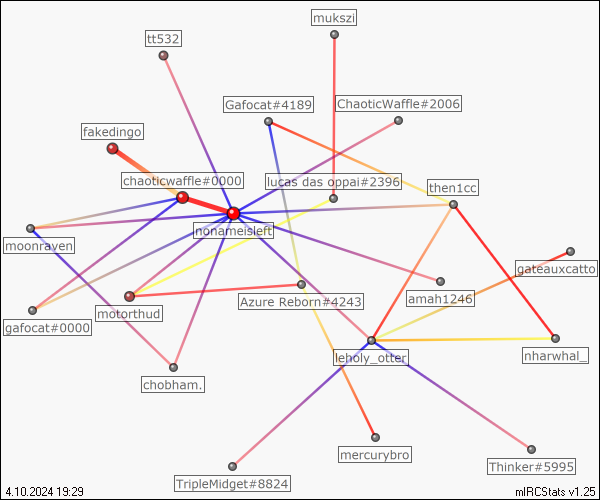 mukszi
tt532
Gafocat#4189
ChaoticWaffle#2006
fakedingo
chaoticwaffle#0000
lucas das oppai#2396
then1cc
nonameisleft
moonrayen
gateauxcatto
Azure Reborn#4243
amah1246
motorthud
gafocat#0000
leholy_otter
nharwhal_
chobham.
mercurybro
Thinker#5995
TripleMidget#8824
4.10.2024 19:29
mIRCStats v1.25